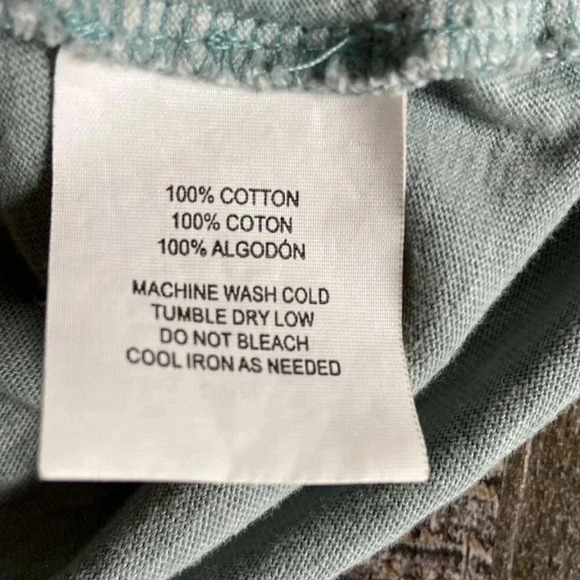 100% COTTON
100% COTON
100% ALGODÓN
MACHINE WASH COLD
TUMBLE DRY LOW
DO NOT BLEACH
COOL IRON AS NEEDED